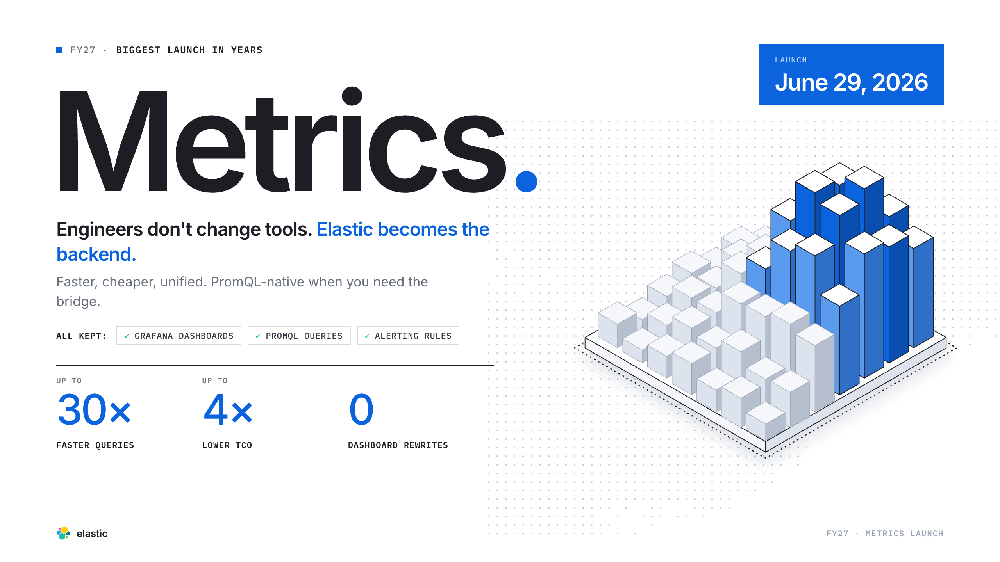 FY27 · BIGGEST LAUNCH IN YEARS
LAUNCH
June 29, 2026
Metrics.
Engineers don't change tools. Elastic becomes the
backend.
Faster, cheaper, unified. PromQL-native when you need the
bridge.
ALL KEPT: ✓ GRAFANA DASHBOARDS ✓ PROMQL QUERIES ✓ ALERTING RULES
UP TO
30×
FASTER QUERIES
UP TO
4×
LOWER TCO
0
DASHBOARD REWRITES
elastic
FY27 · METRICS LAUNCH